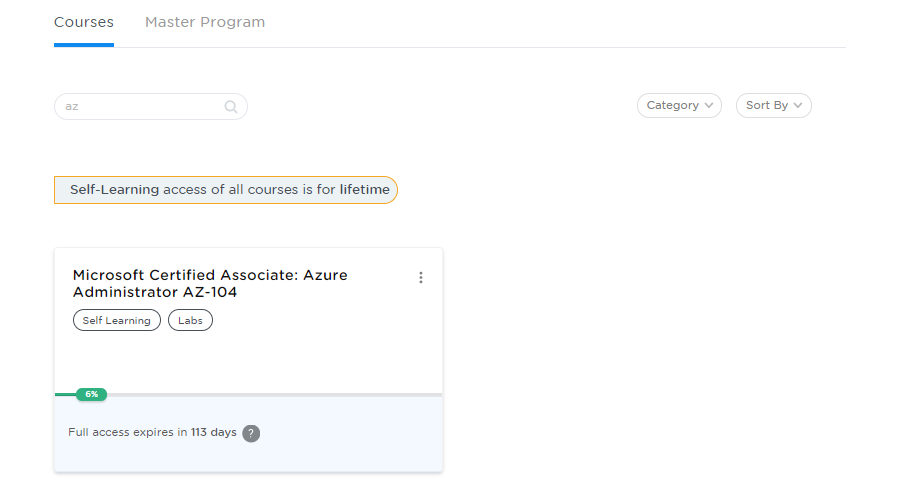 Courses Master Program
az
Category Sort By
Self-Learning access of all courses is for lifetime
Microsoft Certified Associate: Azure
Administrator AZ-104
Self Learning Labs
6%
Full access expires in 113 days ?